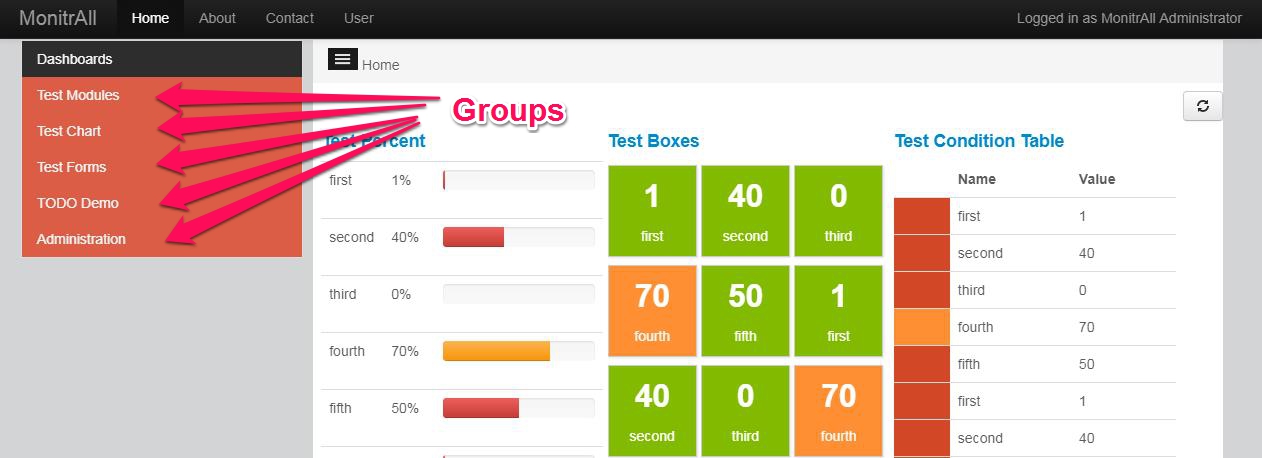 MonitrAll Home About Contact User Logged in as MonitrAll Administrator
Dashboards
Test Modules
Test Chart
Test Forms
TODO Demo
Administration
Home
Groups
Test Percent
first 1%
second 40%
third 0%
fourth 70%
fifth 50%
Test Boxes
1 40 0
first second third
70 50 1
fourth fifth first
40 0 70
second third fourth
Test Condition Table
Name Value
first 1
second 40
third 0
fourth 70
fifth 50
first 1
second 40